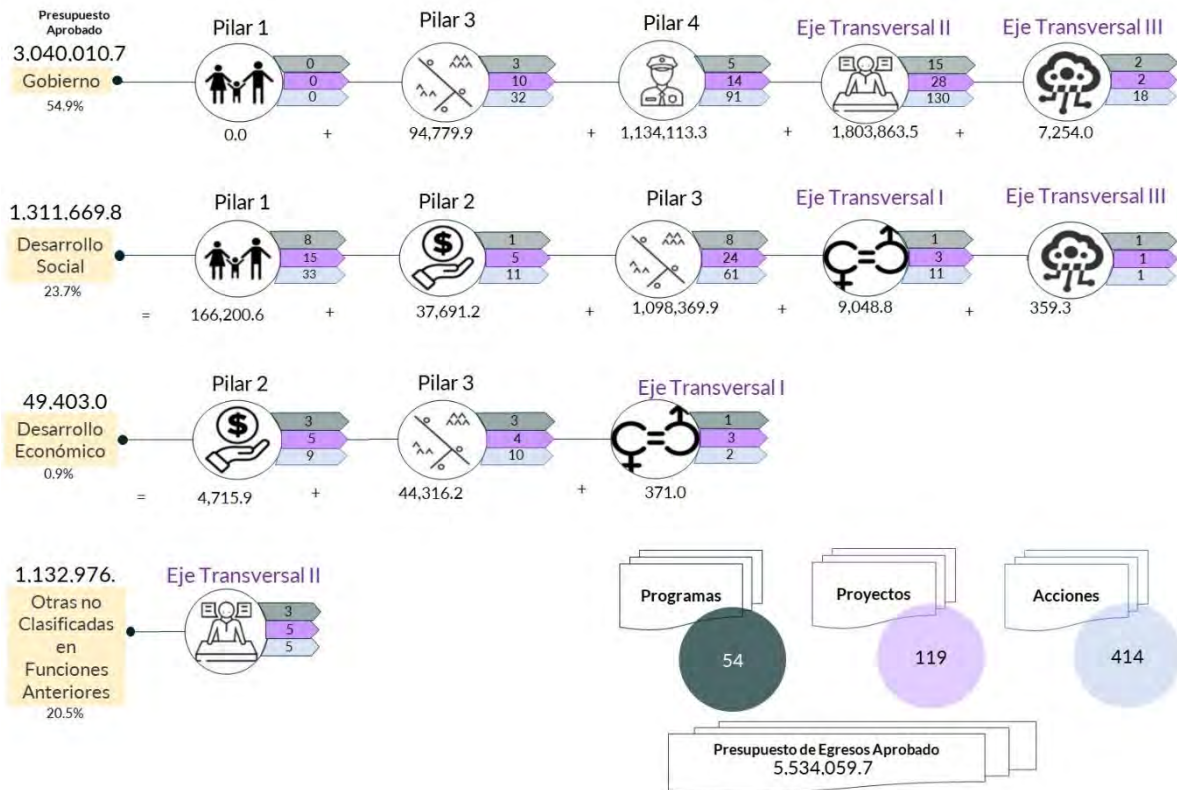 Presupuesto
Aprobado
3.040,010.7
Gobierno
54.9%
Pilar 1
0
0
0
0.0
+
Pilar 3
3
10
32
94,779.9
+
Pilar 4
5
14
91
1,134,113.3
+
Eje Transversal II
15
28
130
1,803,863.5
+
Eje Transversal III
2
2
18
7,254.0
1,311,669.8
Desarrollo
Social
23.7%
=
Pilar 1
8
15
33
166,200.6
+
Pilar 2
1
5
11
37,691.2
+
Pilar 3
8
24
61
1,098,369.9
+
Eje Transversal I
1
3
11
9,048.8
+
Eje Transversal III
1
1
1
359.3
49,403.0
Desarrollo
Económico
0.9%
=
Pilar 2
3
5
9
4,715.9
+
Pilar 3
3
4
10
44,316.2
+
Eje Transversal I
1
3
2
371.0
1,132,976.
Otras no
Clasificadas
en
Funciones
Anteriores
20.5%
Eje Transversal II
3
5
5
Programas
54
Proyectos
119
Acciones
414
Presupuesto de Egresos Aprobado
5,534,059.7